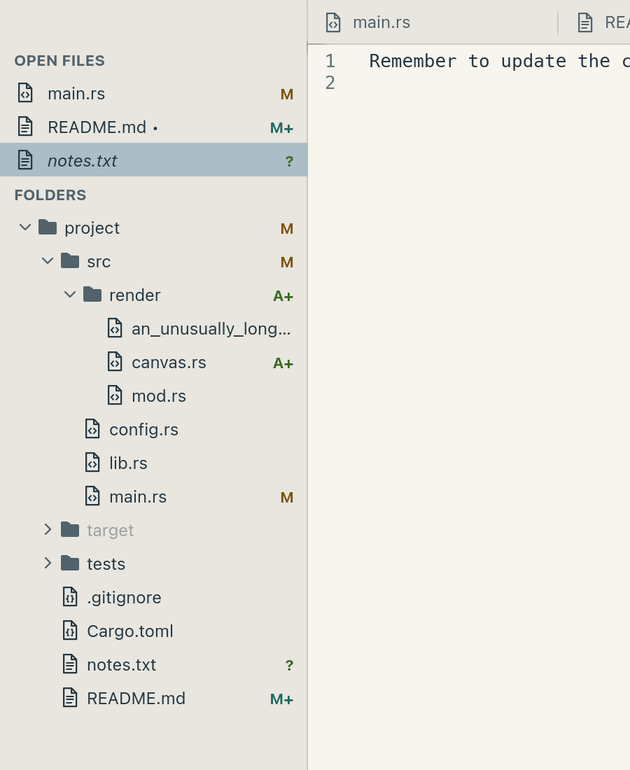 main.rs
README.md •
OPEN FILES
main.rs M
README.md • M+
notes.txt ?
FOLDERS
project M
src M
render A+
an_unusually_long...
canvas.rs A+
mod.rs
config.rs
lib.rs
main.rs M
target
tests
.gitignore
Cargo.toml
notes.txt ?
README.md M+
1 Remember to update the
2